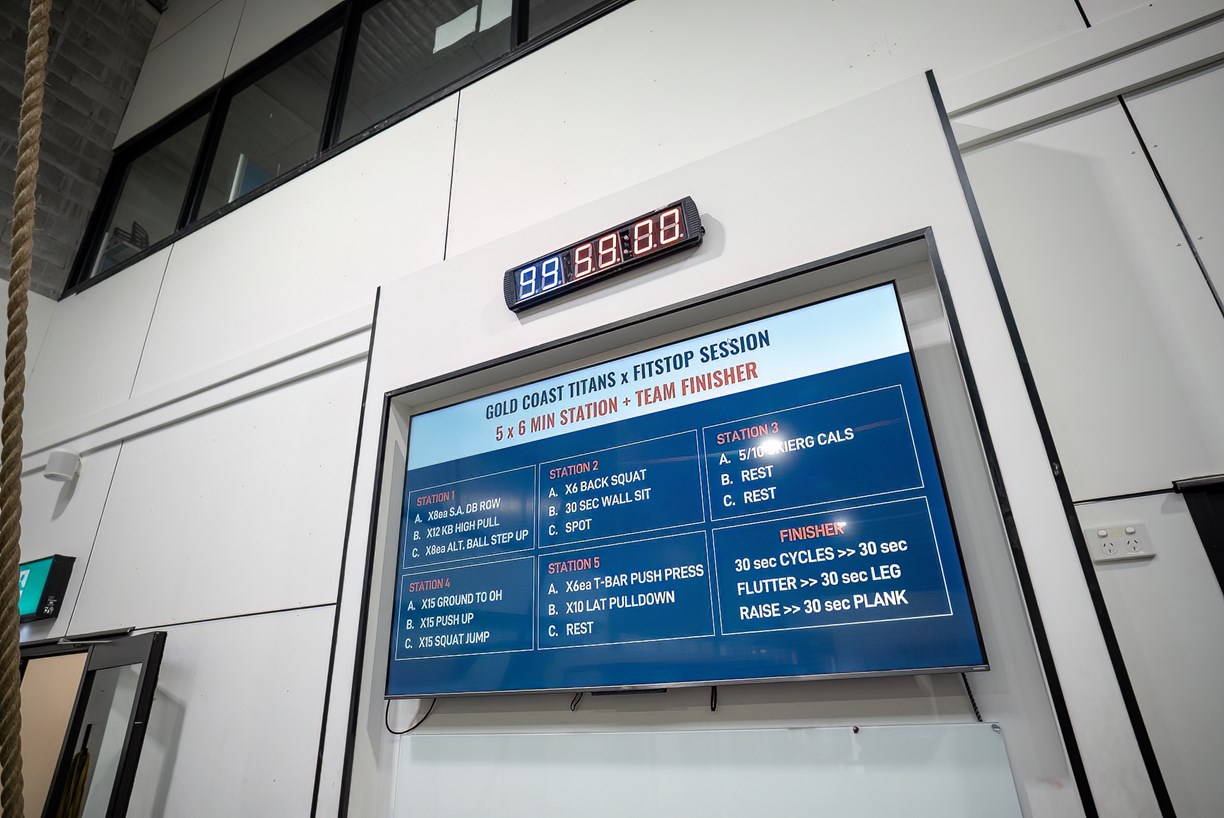 99 59 00
GOLD COAST TITANS x FITSTOP SESSION
5 x 6 MIN STATION + TEAM FINISHER
STATION 1
A. X8ea S.A. DB ROW
B. X12 KB HIGH PULL
C. X8ea ALT. BALL STEP UP
STATION 2
A. X6 BACK SQUAT
B. 30 SEC WALL SIT
C. SPOT
STATION 3
A. 5/10 CALS
B. REST
C. REST
STATION 4
A. X15 GROUND TO OH
B. X15 PUSH UP
C. X15 SQUAT JUMP
STATION 5
A. X6ea T-BAR PUSH PRESS
B. X10 LAT PULLDOWN
C. REST
FINISHER
30 sec CYCLES >> 30 sec
FLUTTER >> 30 sec LEG
RAISE >> 30 sec PLANK